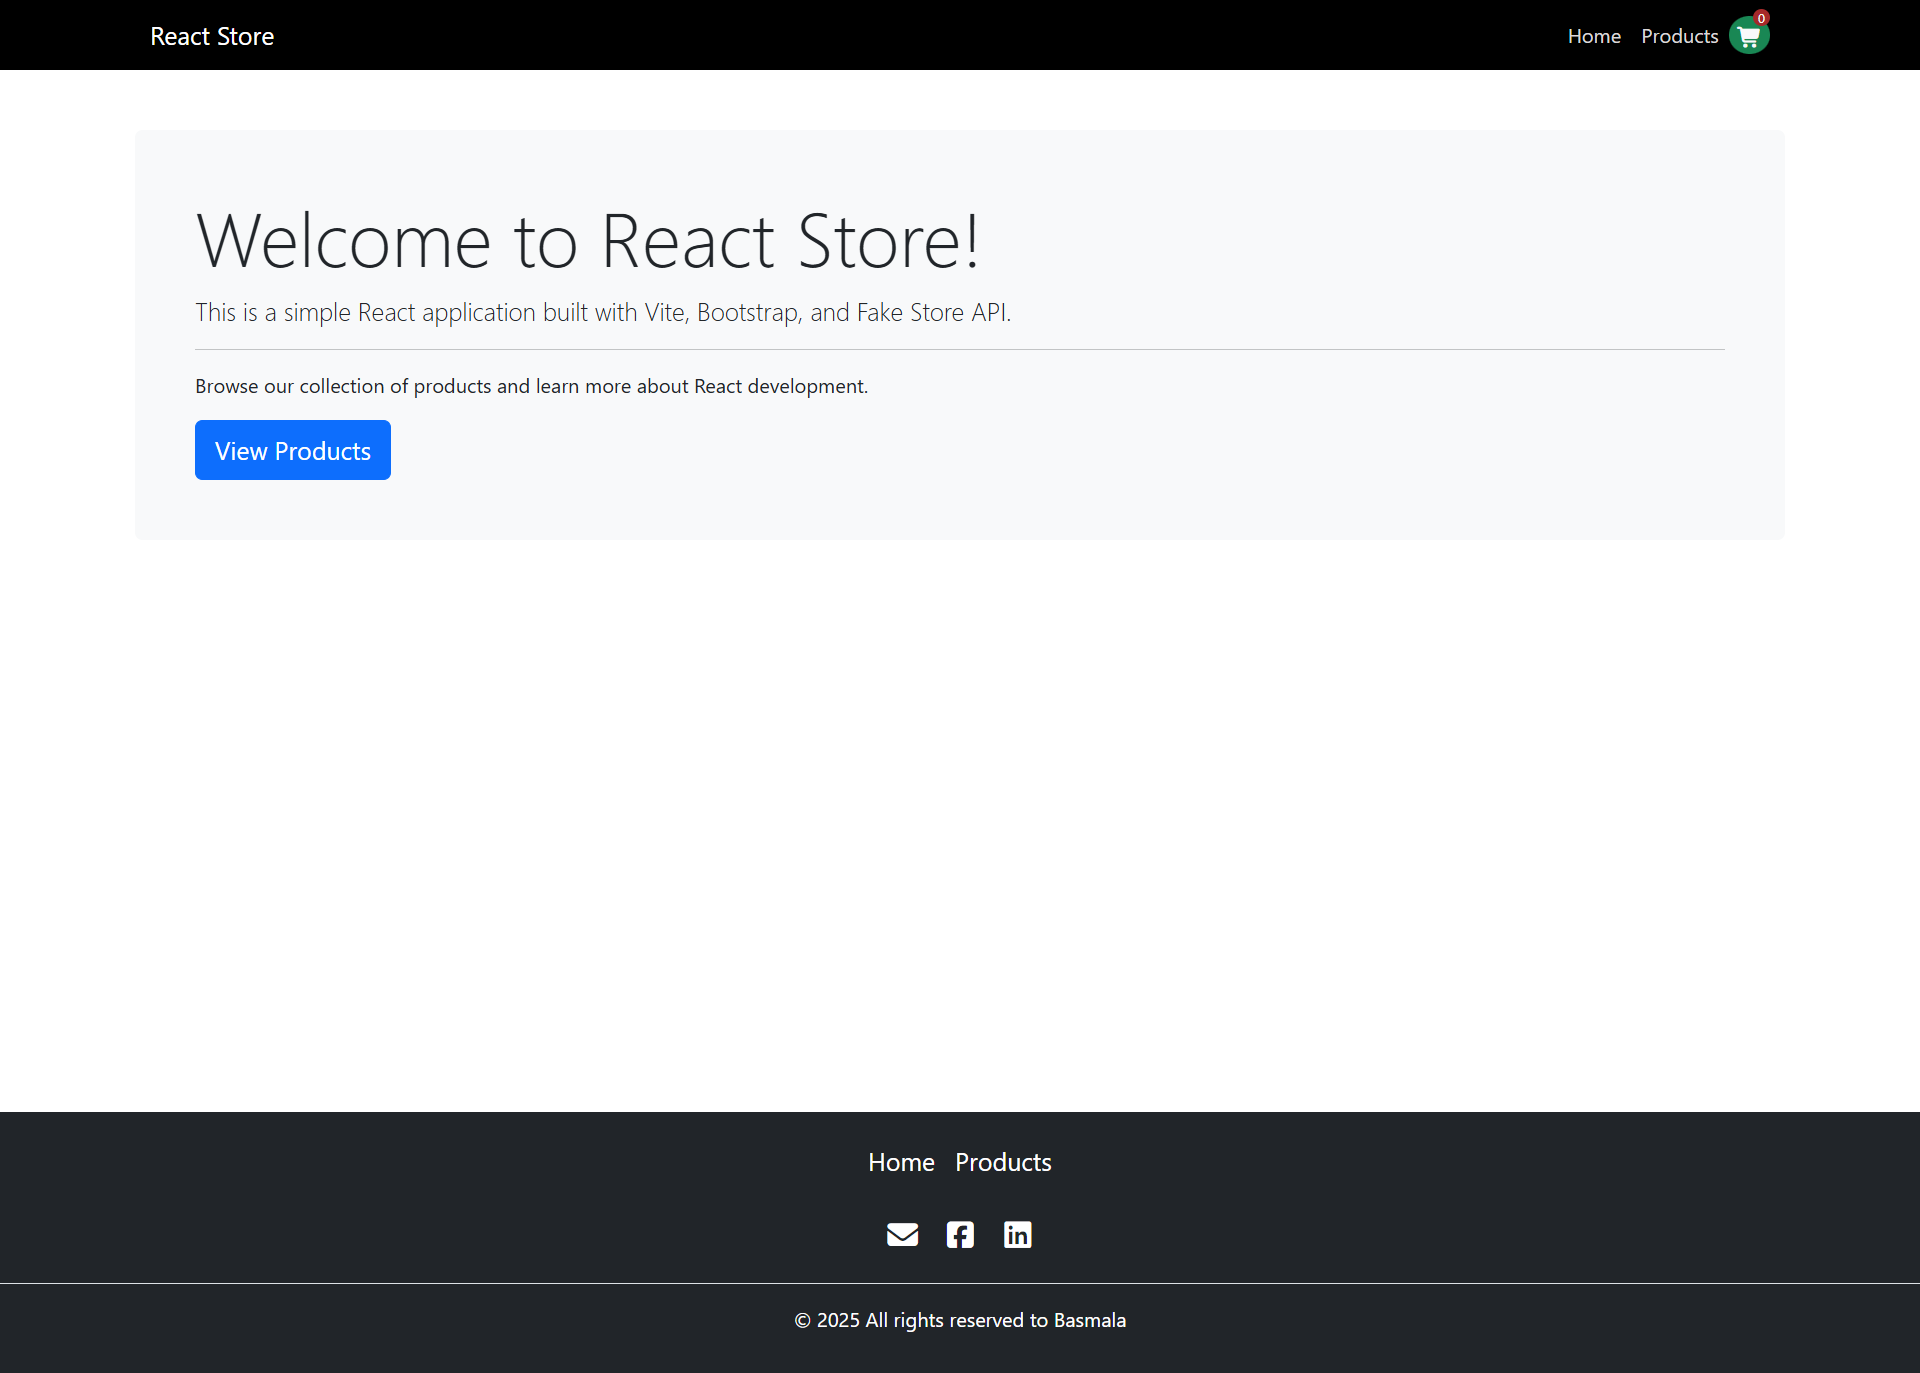 React Store
Home Products 0
Welcome to React Store!
This is a simple React application built with Vite, Bootstrap, and Fake Store API.
Browse our collection of products and learn more about React development.
View Products
Home Products
© 2025 All rights reserved to Basmala